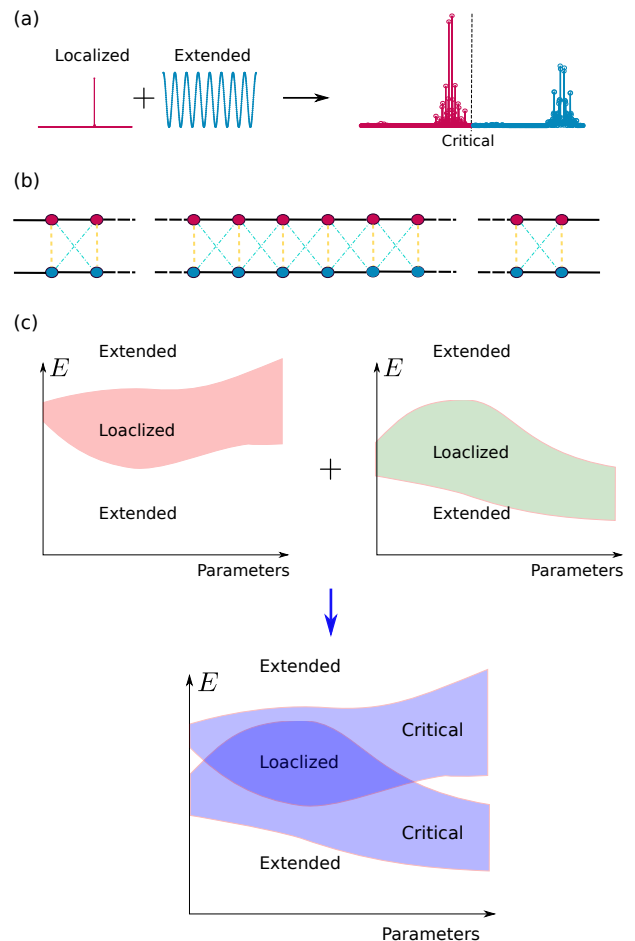 (a)
Localized
Extended
+
Critical
(b)
(c)
Extended
E
Loaclized
Extended
Parameters
+
Extended
E
Loaclized
Extended
Parameters
Extended
E
Critical
Loaclized
Critical
Extended
Parameters